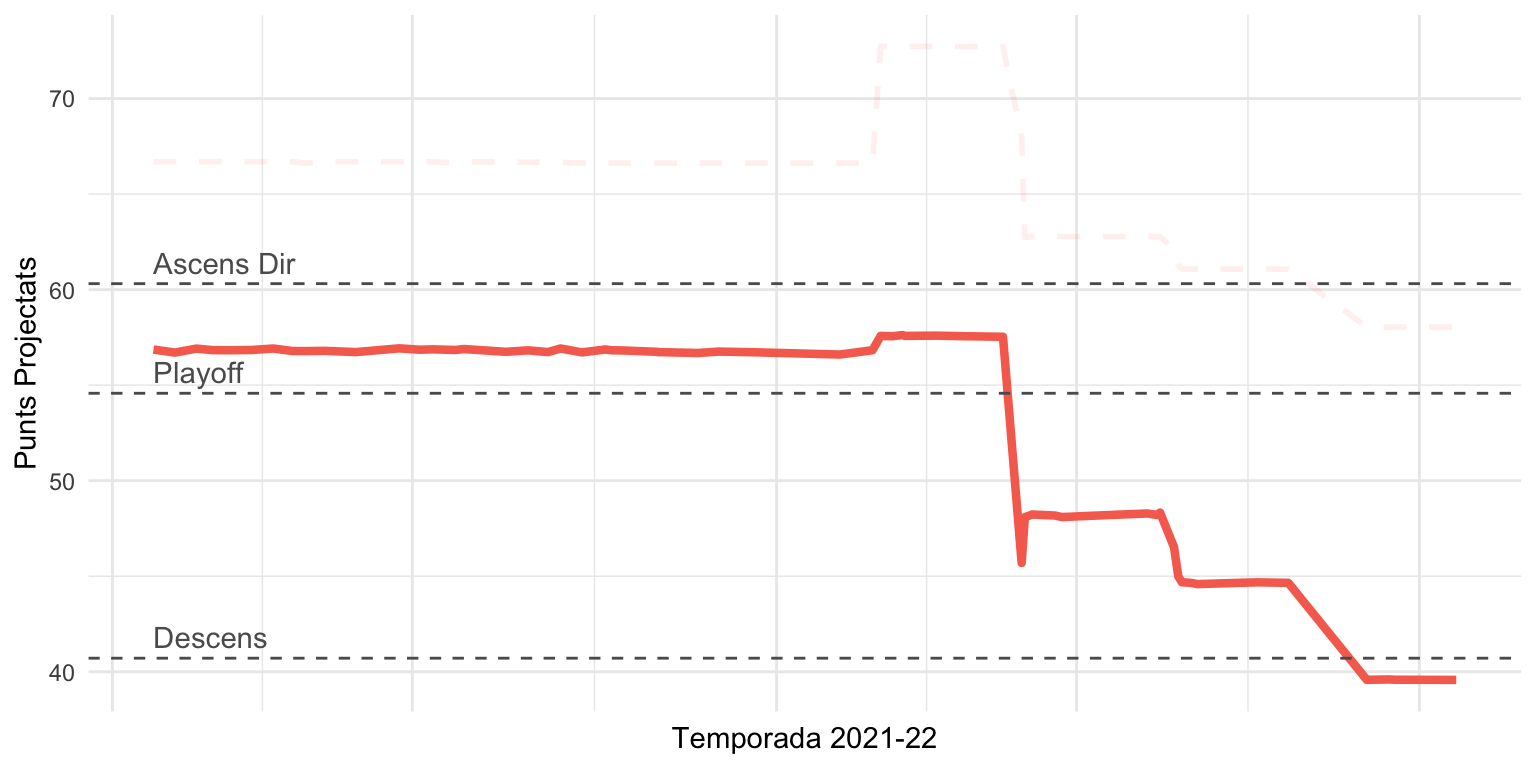 70
Ascens Dir
60
Playoff
Punts Projectats
50
Descens
40
Temporada 2021-22